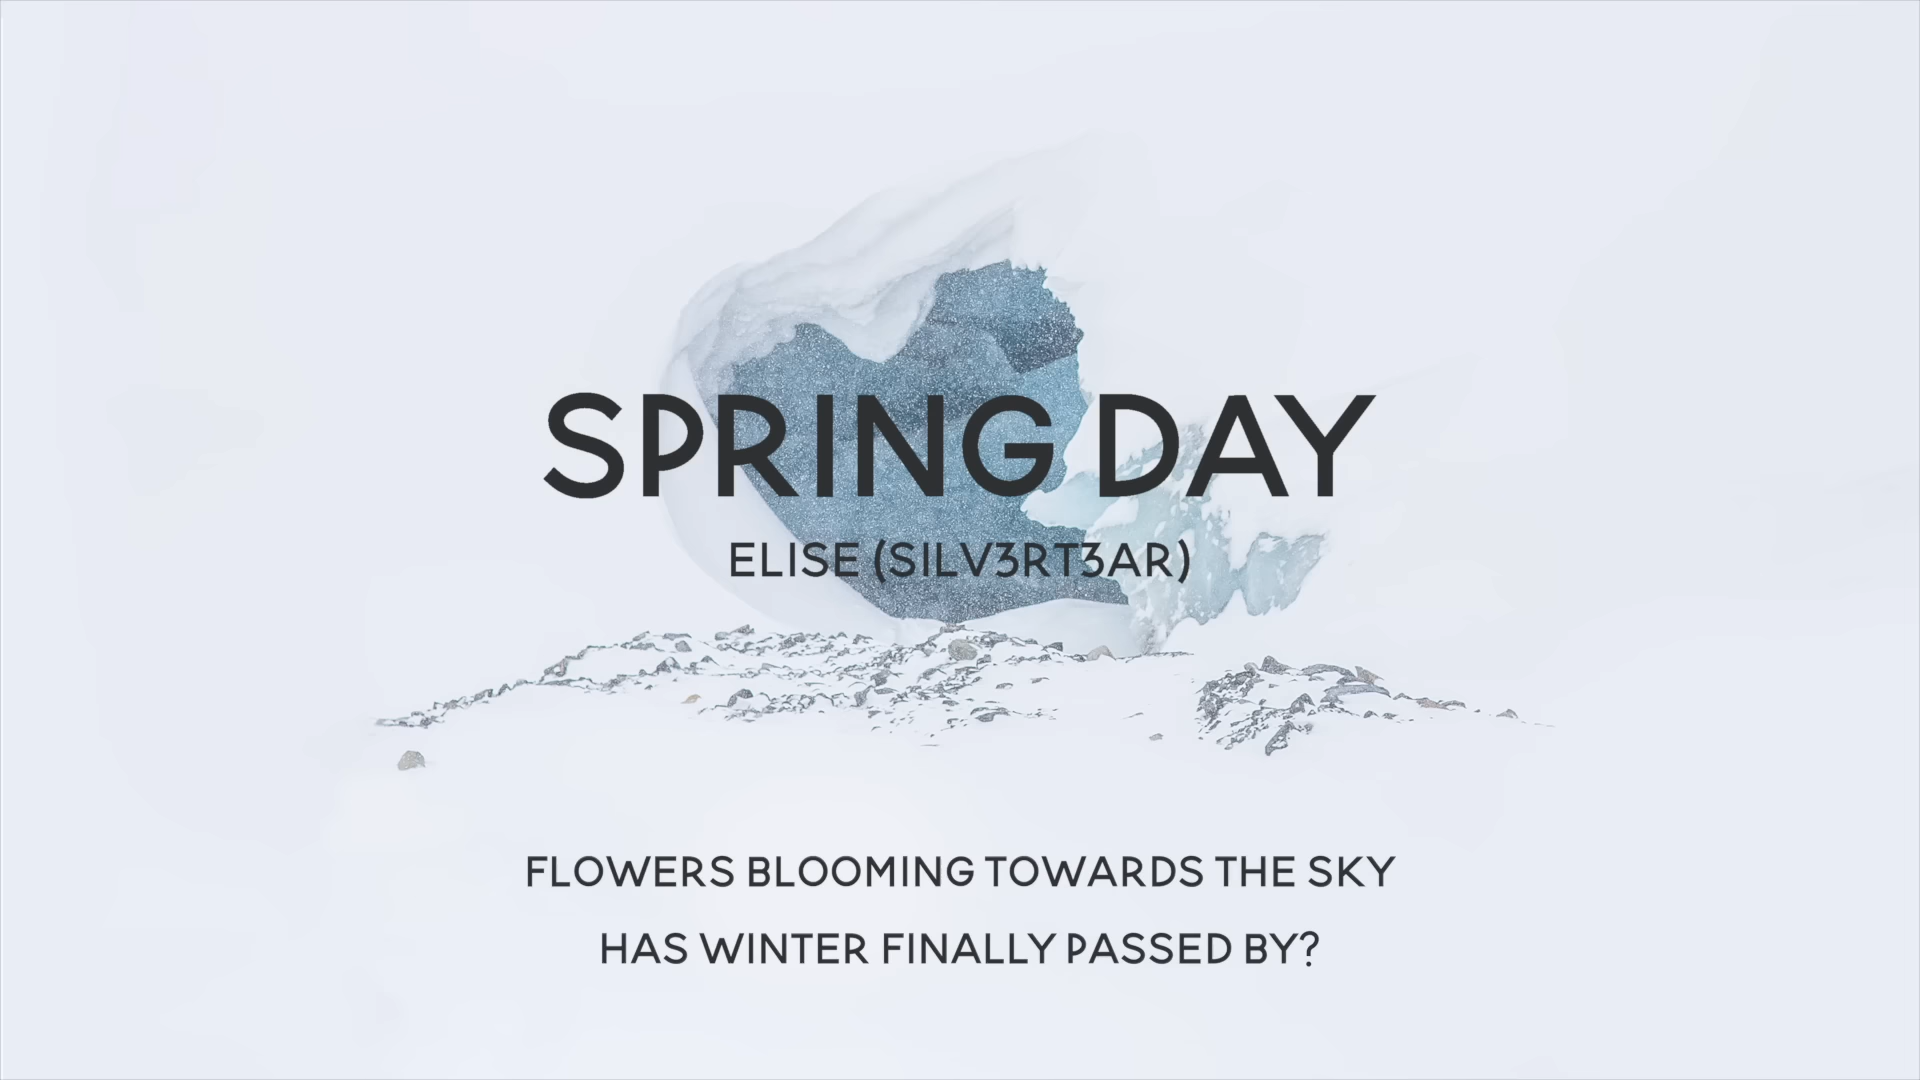 SPRING DAY
ELISE (SILV3RT3AR)
FLOWERS BLOOMING TOWARDS THE SKY
HAS WINTER FINALLY PASSED BY?